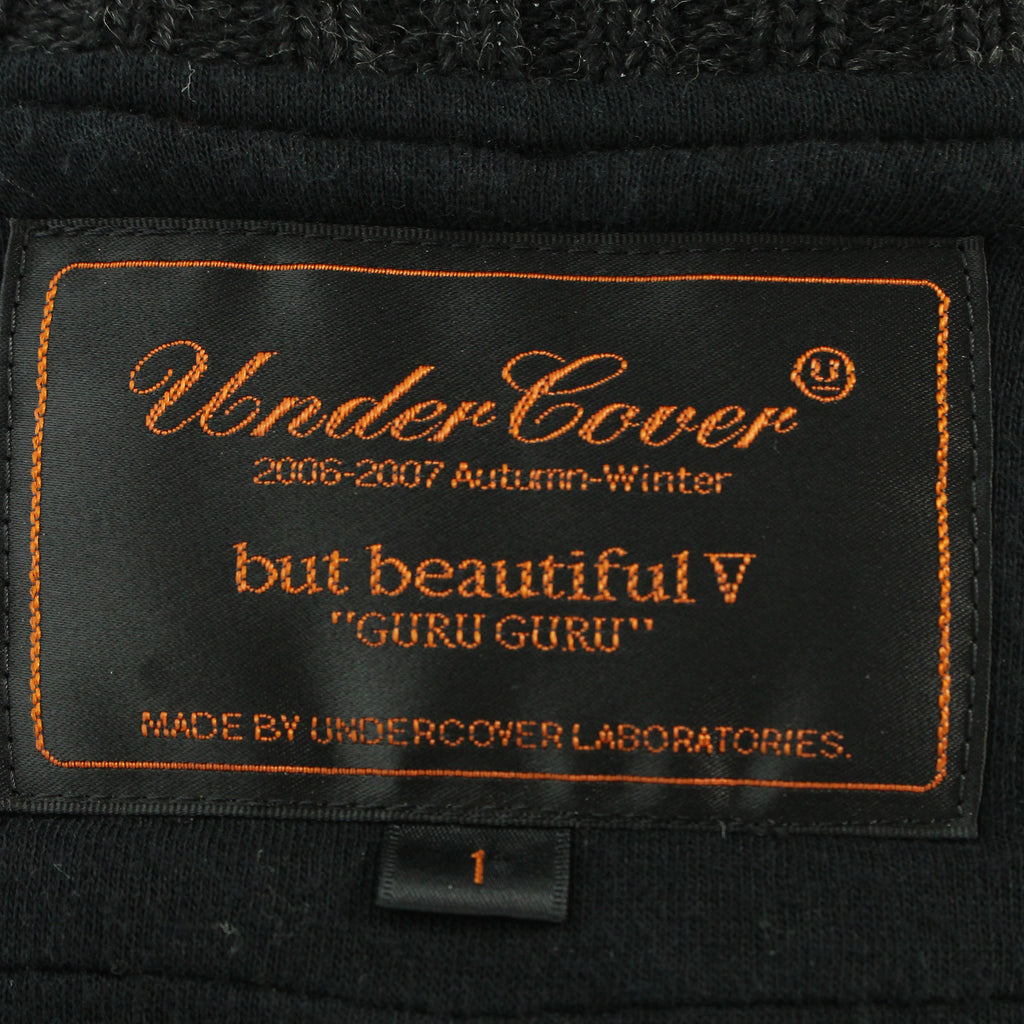 UnderCover
2006-2007 Autumn-Winter
but beautiful ∇
"GURU GURU"
MADE BY UNDERCOVER LABORATORIES.
1